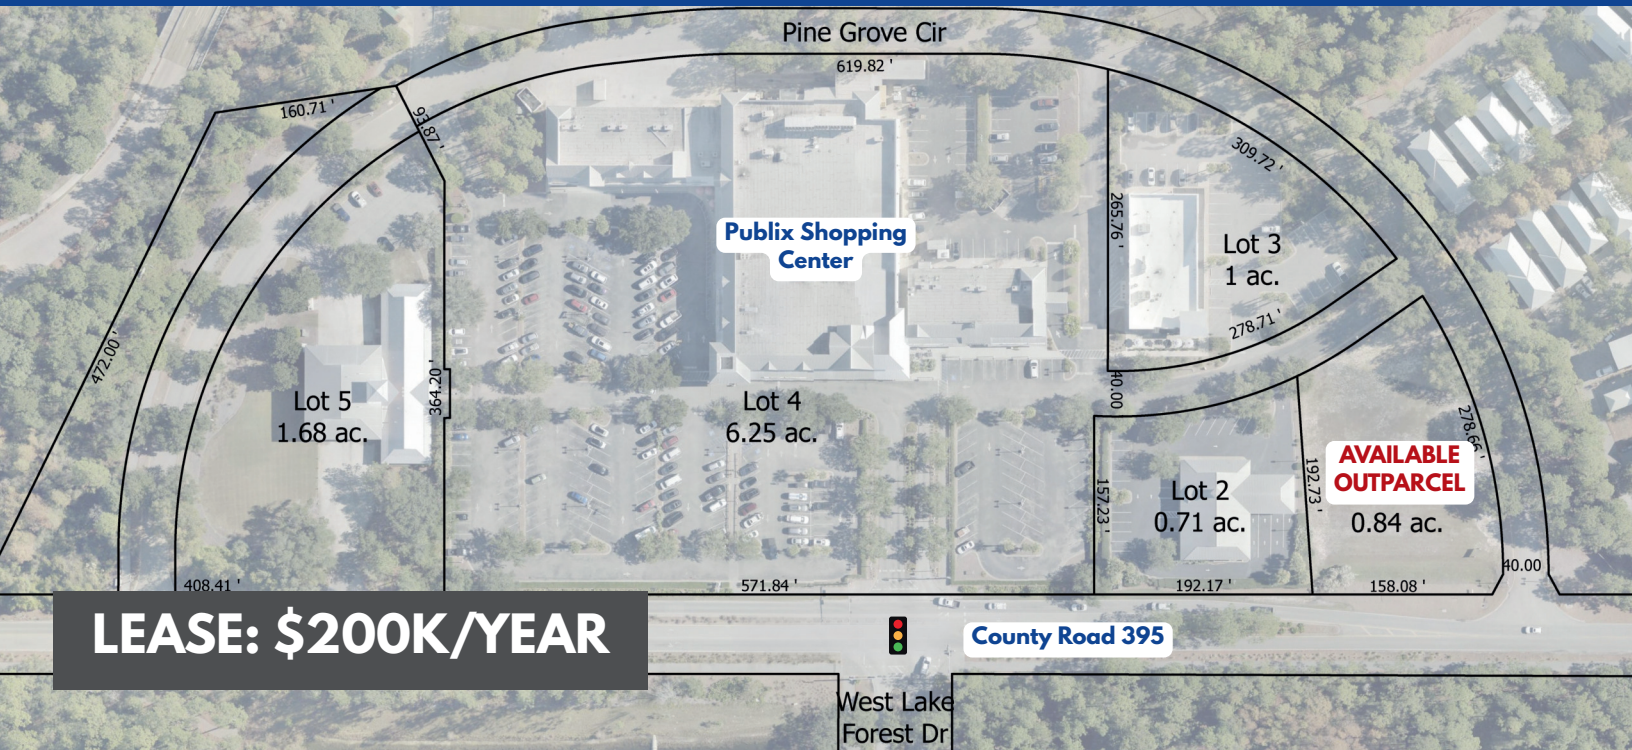 Pine Grove Cir
619.82 '
160.71 '
93.87 '
309.72 '
265.76 '
Publix Shopping
Center
Lot 3
1 ac.
278.71 '
472.00 '
364.20'
40.00
Lot 5
1.68 ac.
Lot 4
6.25 ac.
278.66 '
AVAILABLE
OUTPARCEL
0.84 ac.
192.73 '
157.23 '
Lot 2
0.71 ac.
40.00
408.41 '
571.84 '
192.17 '
158.08 '
LEASE: $200K/YEAR
County Road 395
West Lake
Forest Dr